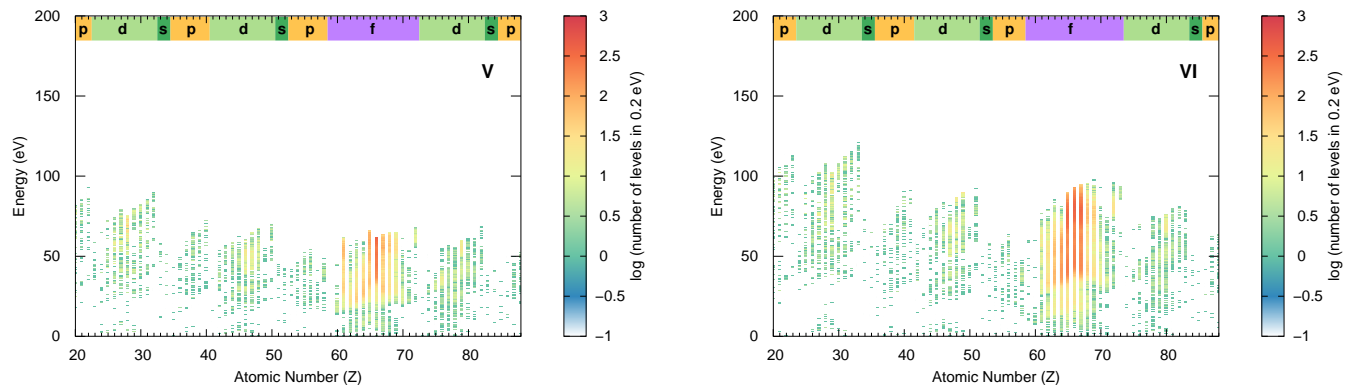 200
150
100
50
0
Energy (eV)
p d s p d s p f d s p
V
20 30 40 50 60 70 80
Atomic Number (Z)
3
2.5
2
1.5
1
0.5
0
−0.5
−1
log (number of levels in 0.2 eV)
200
150
100
50
0
Energy (eV)
p d s p d s p f d s p
VI
20 30 40 50 60 70 80
Atomic Number (Z)
3
2.5
2
1.5
1
0.5
0
−0.5
−1
log (number of levels in 0.2 eV)